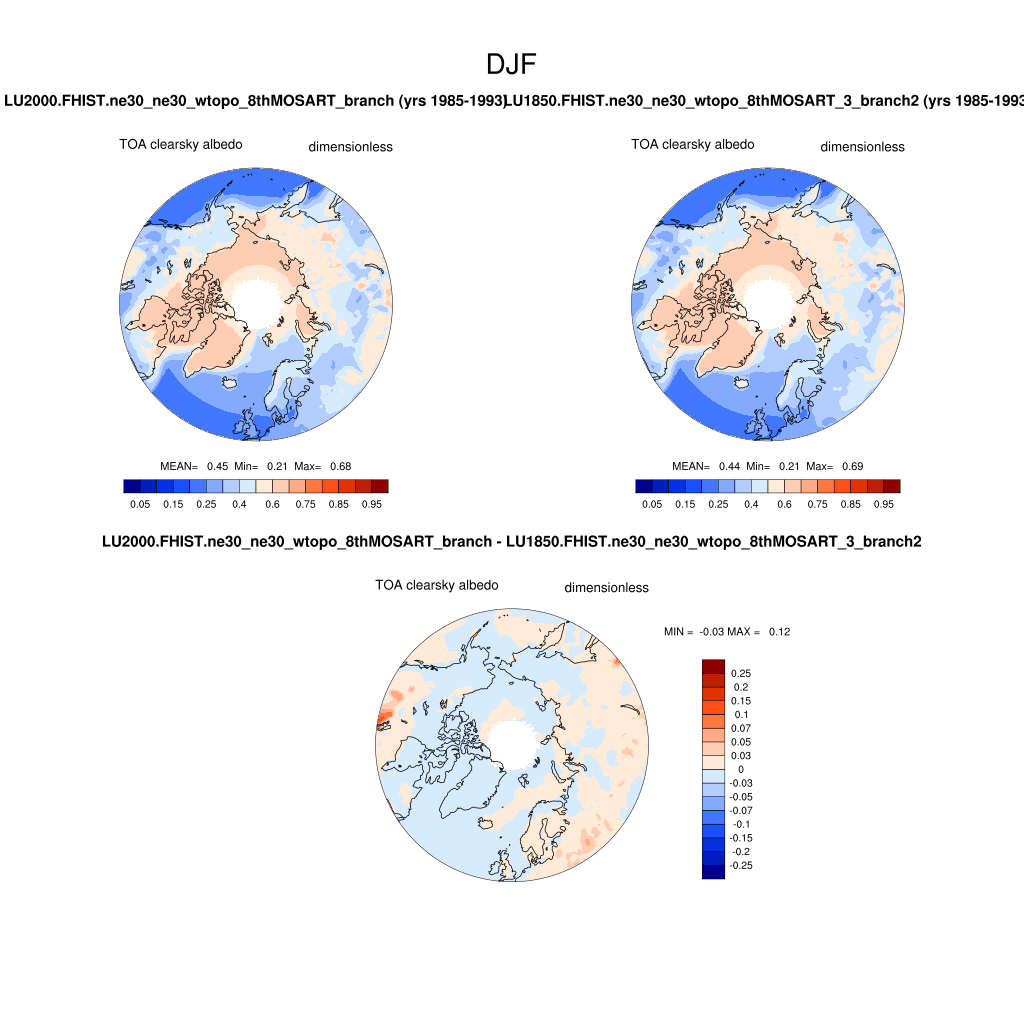 DJF
LU2000.FHIST.ne30_ne30_wtopo_8thMOSART_branch (yrs 1985-1993)
LU1850.FHIST.ne30_ne30_wtopo_8thMOSART_3_branch2 (yrs 1985-1993
TOA clearsky albedo dimensionless
TOA clearsky albedo dimensionless
MEAN= 0.45 Min= 0.21 Max= 0.68
MEAN= 0.44 Min= 0.21 Max= 0.69
0.05 0.15 0.25 0.4 0.6 0.75 0.85 0.95
0.05 0.15 0.25 0.4 0.6 0.75 0.85 0.95
LU2000.FHIST.ne30_ne30_wtopo_8thMOSART_branch - LU1850.FHIST.ne30_ne30_wtopo_8thMOSART_3_branch2
TOA clearsky albedo dimensionless
MIN = -0.03 MAX = 0.12
0.25
0.2
0.15
0.1
0.07
0.05
0.03
0
-0.03
-0.05
-0.07
-0.1
-0.15
-0.2
-0.25